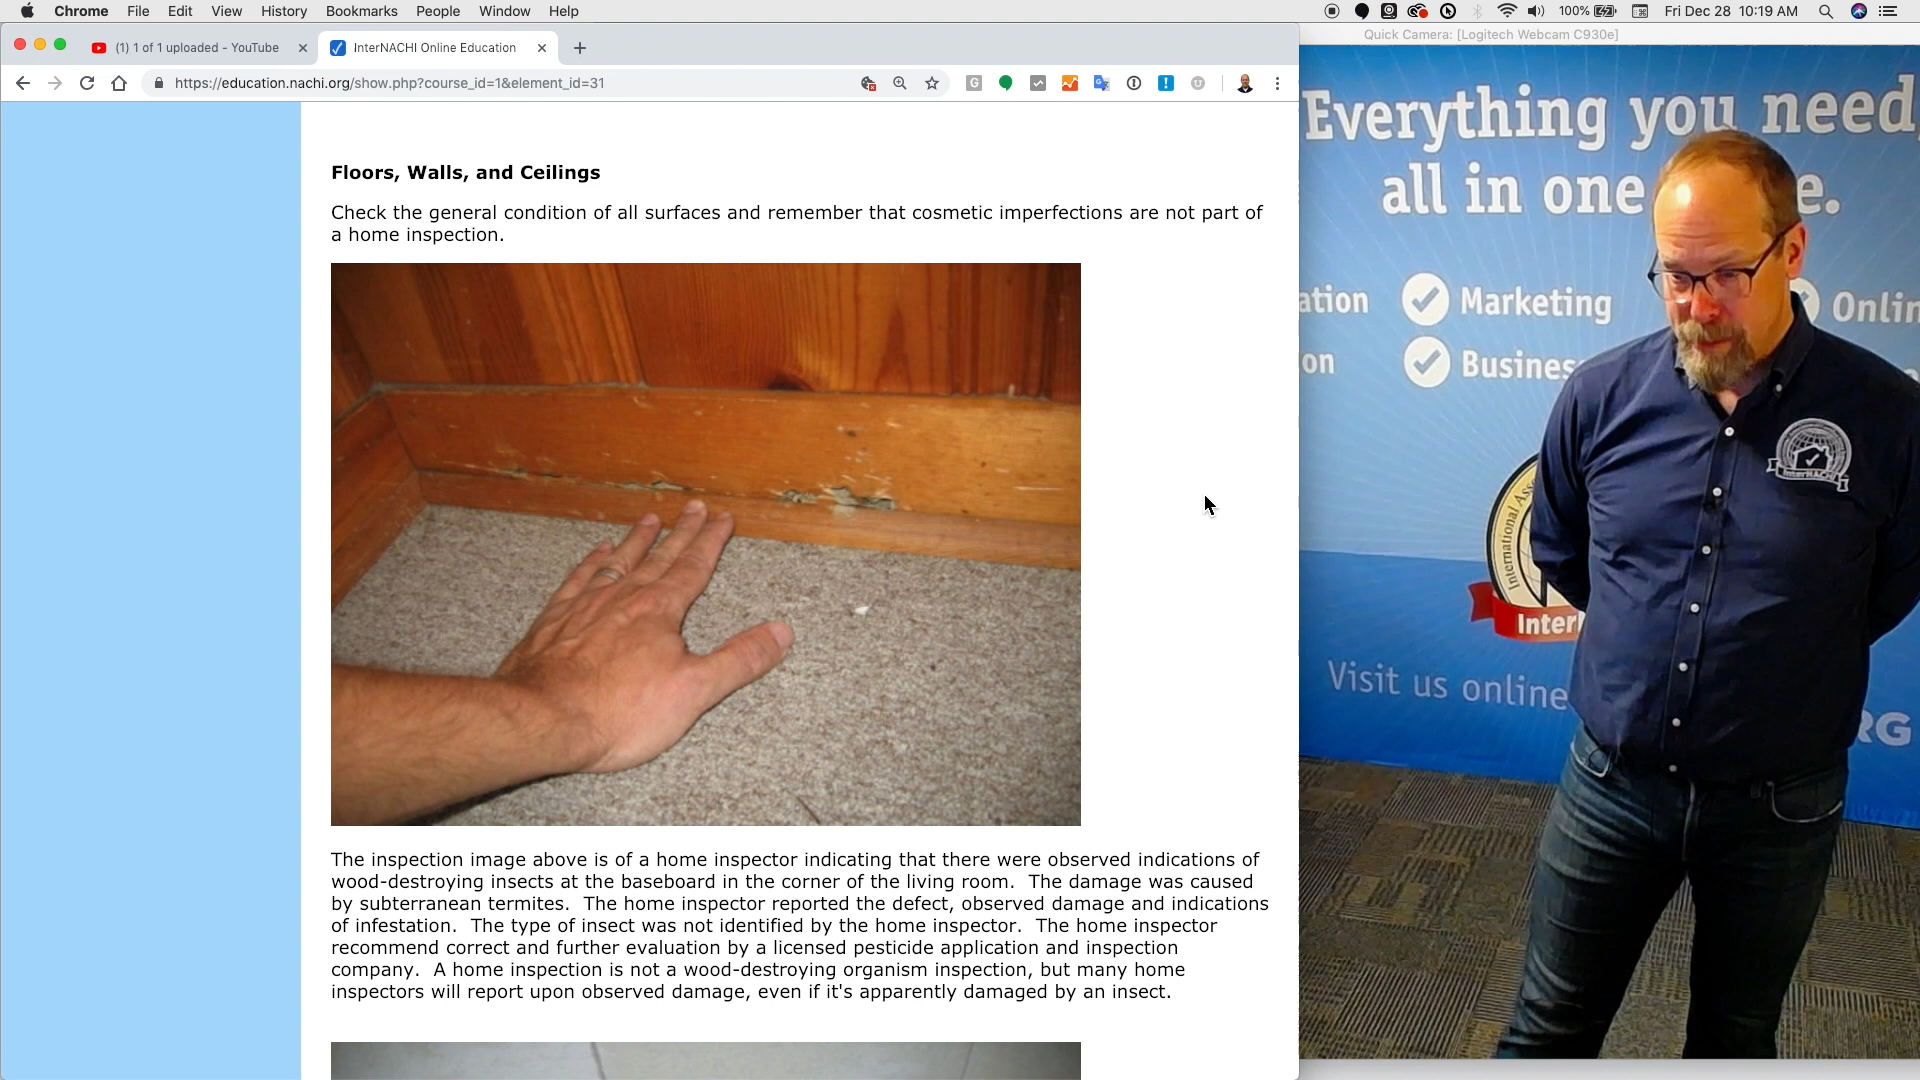 Chrome File Edit View History Bookmarks People Window Help
100% Fri Dec 28 10:19 AM
(1) 1 of 1 uploaded - YouTube
InterNACHI Online Education
https://education.nachi.org/show.php?course_id=1&element_id=31
Floors, Walls, and Ceilings
Check the general condition of all surfaces and remember that cosmetic imperfections are not part of
a home inspection.
The inspection image above is of a home inspector indicating that there were observed indications of
wood-destroying insects at the baseboard in the corner of the living room. The damage was caused
by subterranean termites. The home inspector reported the defect, observed damage and indications
of infestation. The type of insect was not identified by the home inspector. The home inspector
recommend correct and further evaluation by a licensed pesticide application and inspection
company. A home inspection is not a wood-destroying organism inspection, but many home
inspectors will report upon observed damage, even if it's apparently damaged by an insect.
Quick Camera: [Logitech Webcam C930e]
Everything you need,
all in one
Marketing
Visit us online
InterNACHI
International